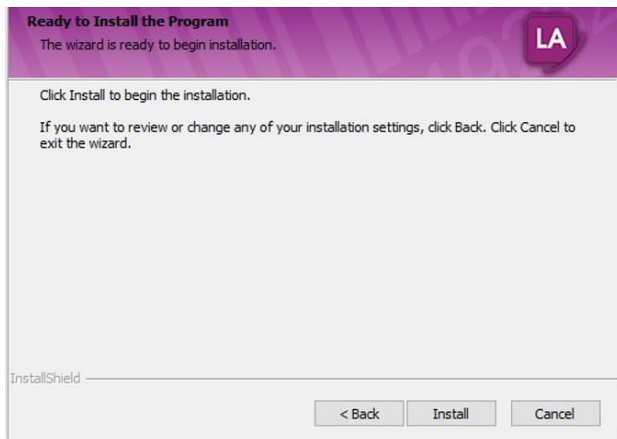 Ready to Install the Program
The wizard is ready to begin installation.
LA
Click Install to begin the installation.
If you want to review or change any of your installation settings, click Back. Click Cancel to
exit the wizard.
InstallShield
< Back
Install
Cancel